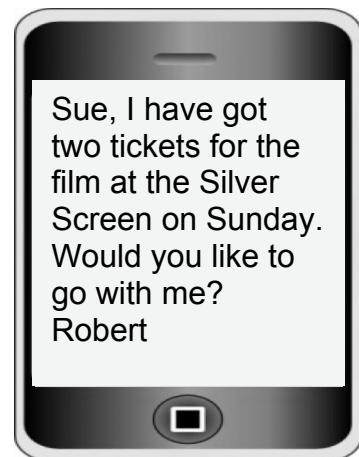 Sue, I have got
two tickets for the
film at the Silver
Screen on Sunday.
Would you like to
go with me?
Robert